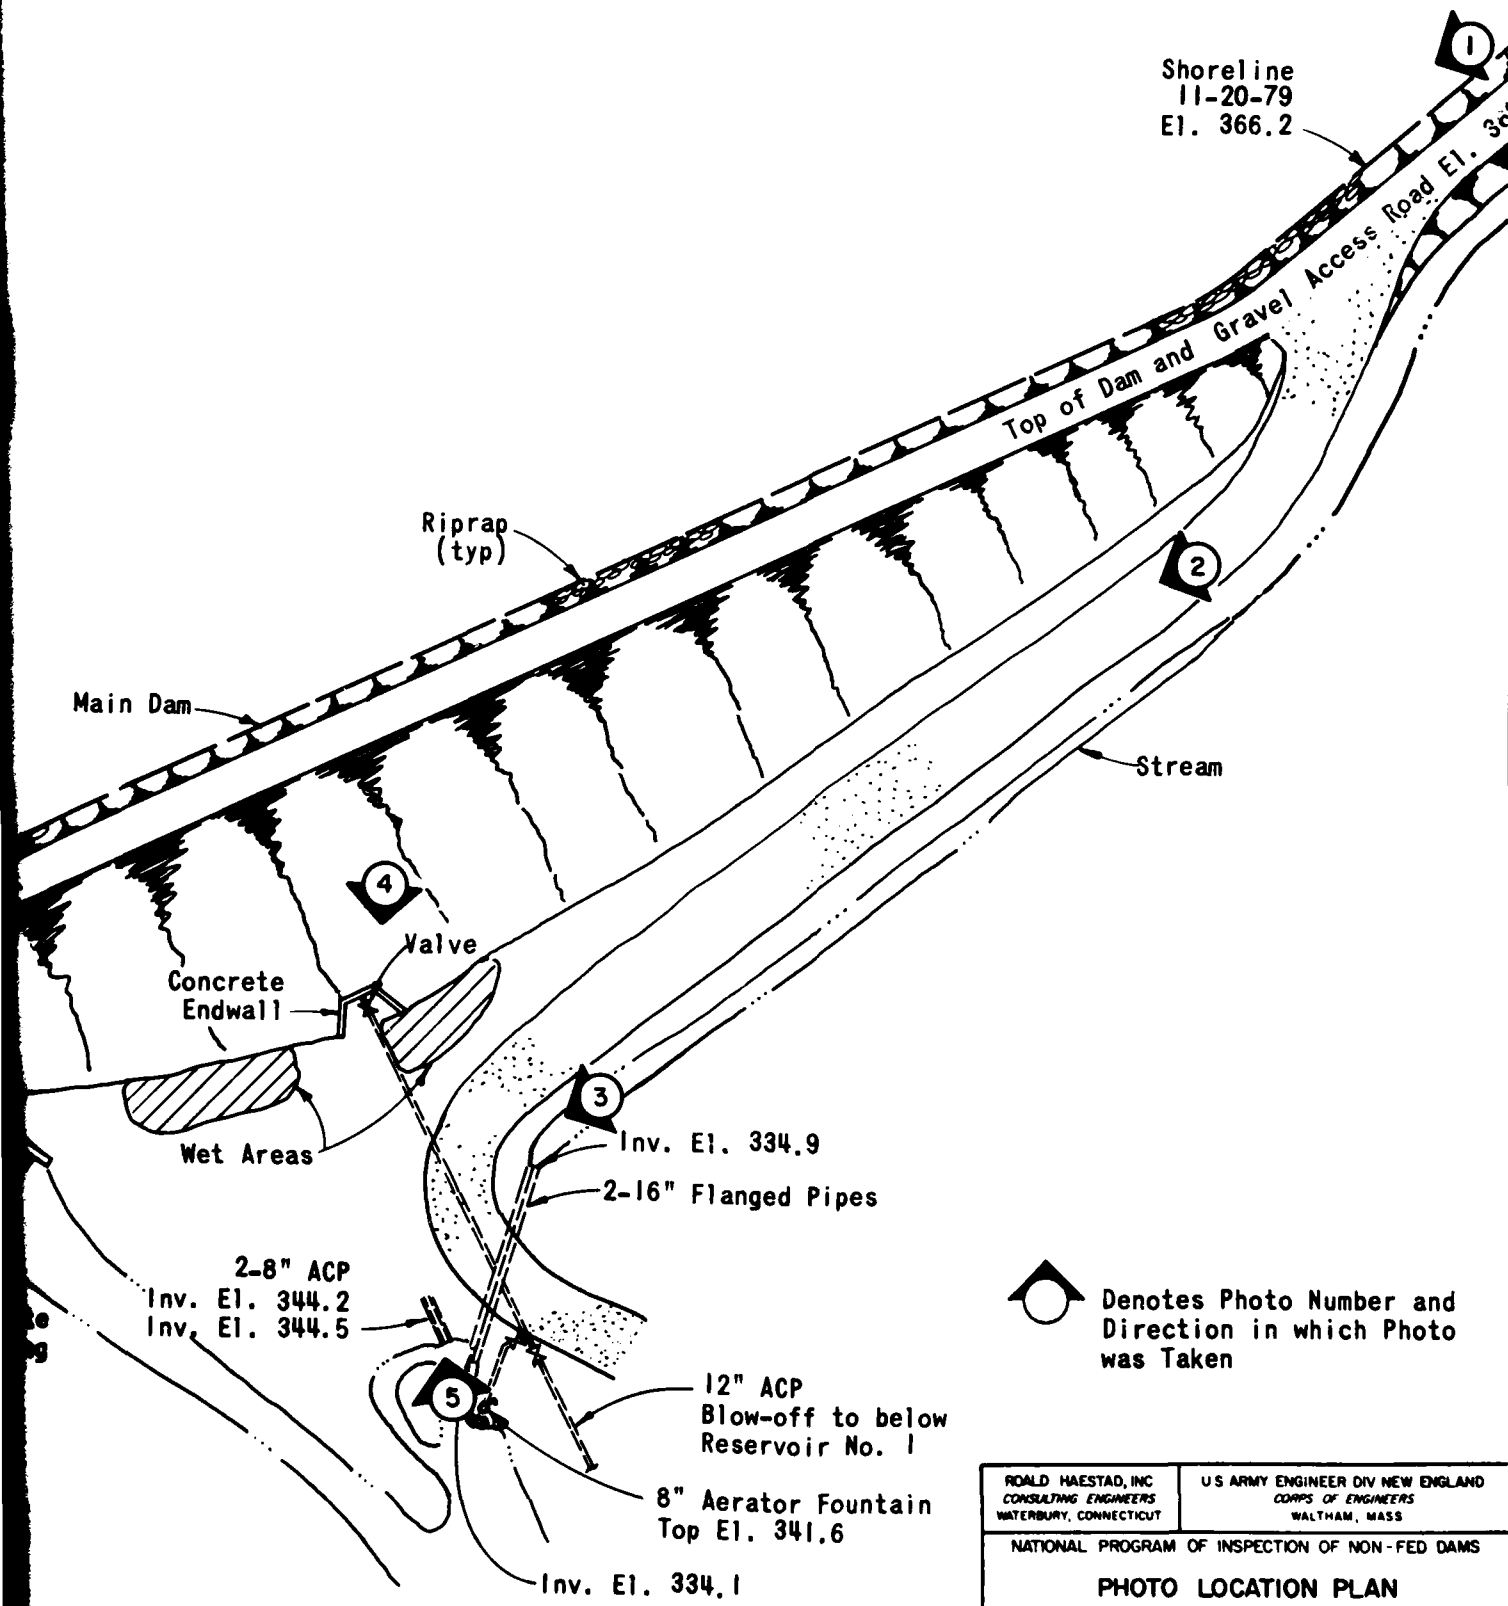 1
Shoreline
11-20-79
El. 366.2
Top of Dam and Gravel Access Road El.
Riprap
(typ)
2
Main Dam
Stream
4
Valve
Concrete
Endwall
3
Wet Areas
Inv. El. 334.9
2-16" Flanged Pipes
2-8" ACP
Inv. El. 344.2
Inv. El. 344.5
Denotes Photo Number and
Direction in which Photo
was Taken
5
12" ACP
Blow-off to below
Reservoir No. 1
8" Aerator Fountain
Top El. 341.6
Inv. El. 334.1
ROALD HAESTAD, INC
CONSULTING ENGINEERS
WATERBURY, CONNECTICUT
U S ARMY ENGINEER DIV NEW ENGLAND
CORPS OF ENGINEERS
WALTHAM, MASS
NATIONAL PROGRAM OF INSPECTION OF NON-FED DAMS
PHOTO LOCATION PLAN